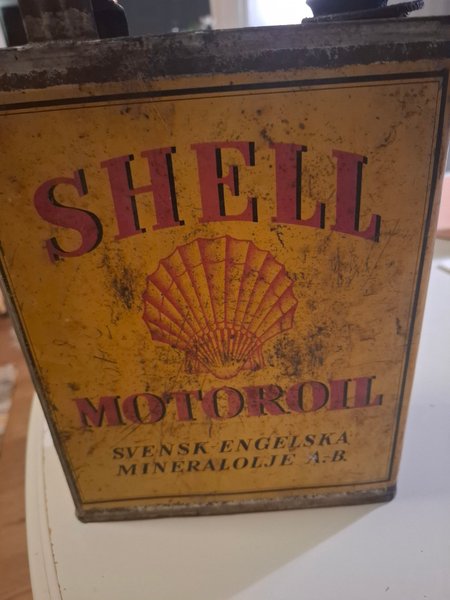 SHELL
MOTOROIL
SVENSK-ENGELSKA
MINERALOLJE A.-B.